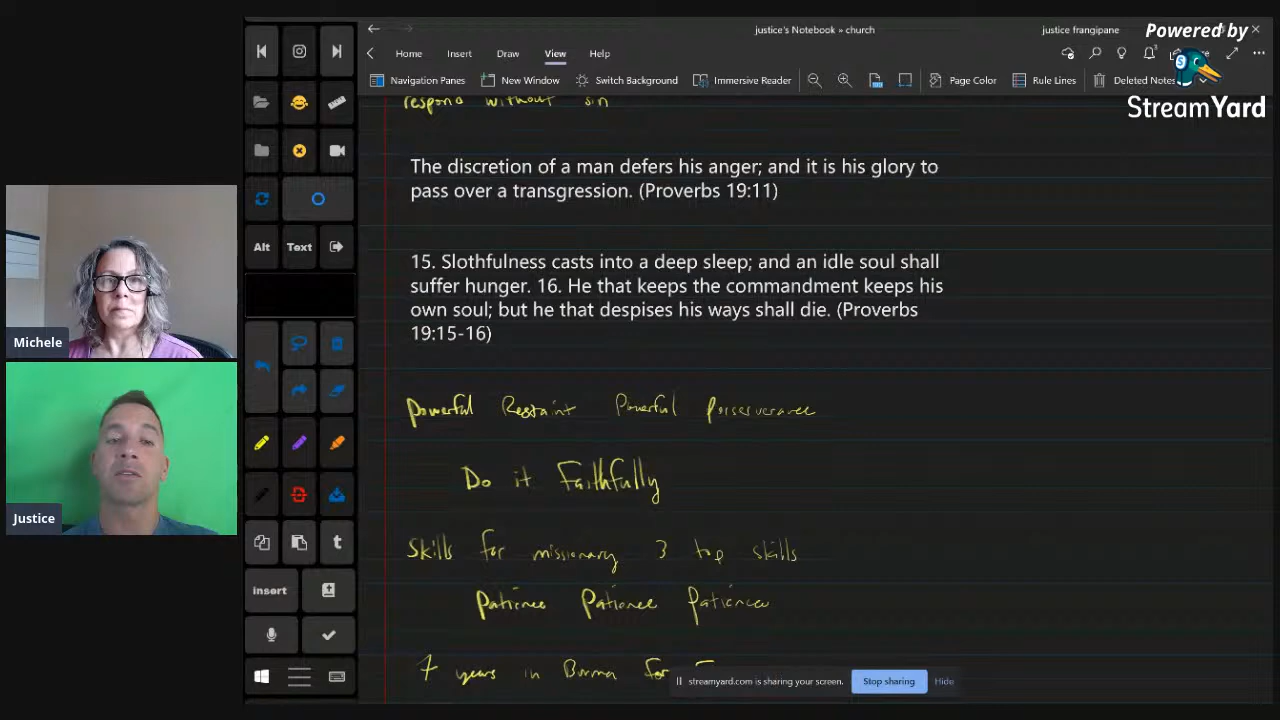 justice's Notebook » church
justice frangipane
Powered by
StreamYard
Home Insert Draw View Help
Navigation Panes New Window Switch Background Immersive Reader Page Color Rule Lines Deleted Notes
respond without sin
The discretion of a man defers his anger; and it is his glory to
pass over a transgression. (Proverbs 19:11)
15. Slothfulness casts into a deep sleep; and an idle soul shall
suffer hunger. 16. He that keeps the commandment keeps his
own soul; but he that despises his ways shall die. (Proverbs
19:15-16)
Powerful Restaint Powerful Perserverance
Do it Faithfully
Skills for missionary 3 top skills
Patience Patience Patience
7 years in Burma for
streamyard.com is sharing your screen. Stop sharing Hide
Alt Text
t
insert
Michele
Justice